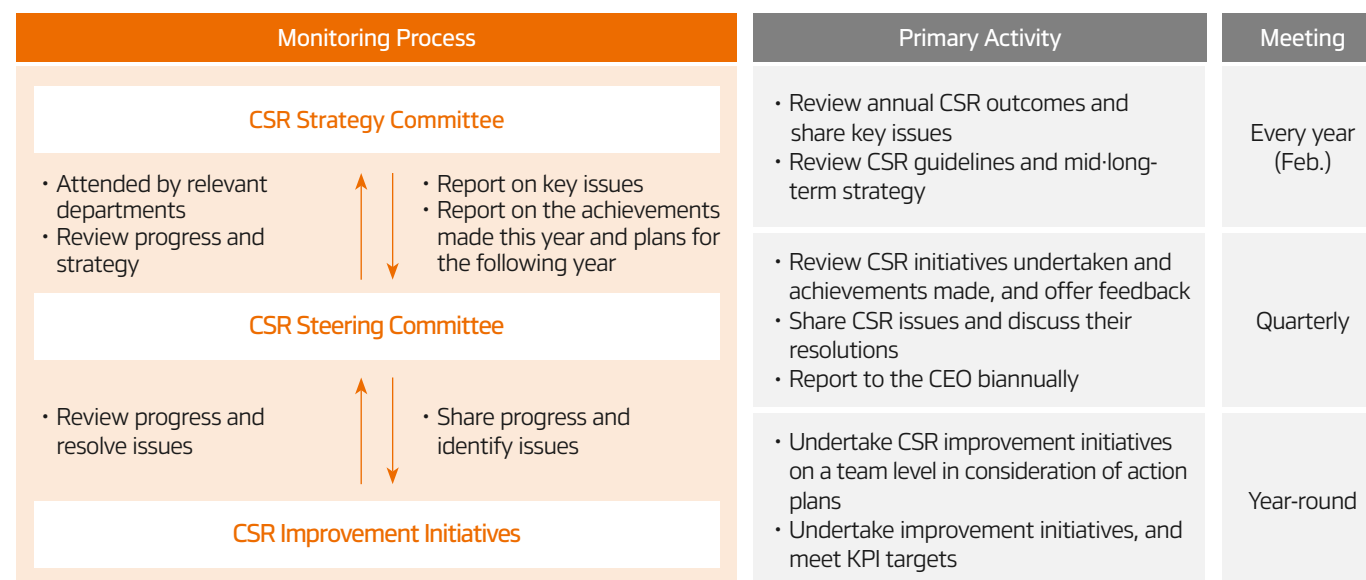 Monitoring Process
Primary Activity
Meeting
CSR Strategy Committee
• Attended by relevant
departments
• Review progress and
strategy
• Report on key issues
• Report on the achievements
made this year and plans for
the following year
CSR Steering Committee
• Review progress and
resolve issues
• Share progress and
identify issues
CSR Improvement Initiatives
• Review annual CSR outcomes and
share key issues
• Review CSR guidelines and mid·long-
term strategy
Every year
(Feb.)
• Review CSR initiatives undertaken and
achievements made, and offer feedback
• Share CSR issues and discuss their
resolutions
• Report to the CEO biannually
Quarterly
• Undertake CSR improvement initiatives
on a team level in consideration of action
plans
• Undertake improvement initiatives, and
meet KPI targets
Year-round